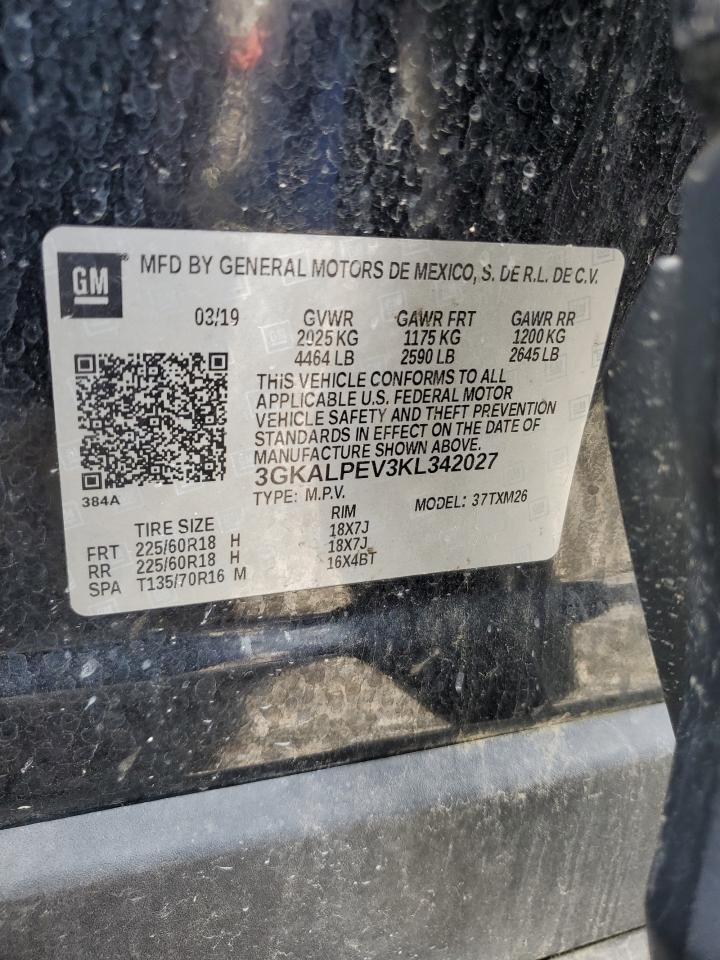 GM
MFD BY GENERAL MOTORS DE MEXICO, S. DE R.L. DE C.V.
03/19 GVWR GAWR FRT GAWR RR
2025 KG 1175 KG 1200 KG
4464 LB 2590 LB 2645 LB
THIS VEHICLE CONFORMS TO ALL
APPLICABLE U.S. FEDERAL MOTOR
VEHICLE SAFETY AND THEFT PREVENTION
STANDARDS IN EFFECT ON THE DATE OF
MANUFACTURE SHOWN ABOVE.
3GKALPEV3KL342027
384A TYPE: M.P.V. MODEL: 37TXM26
TIRE SIZE RIM
FRT 225/60R18 H 18X7J
RR 225/60R18 H 18X7J
SPA T135/70R16 M 16X4BT